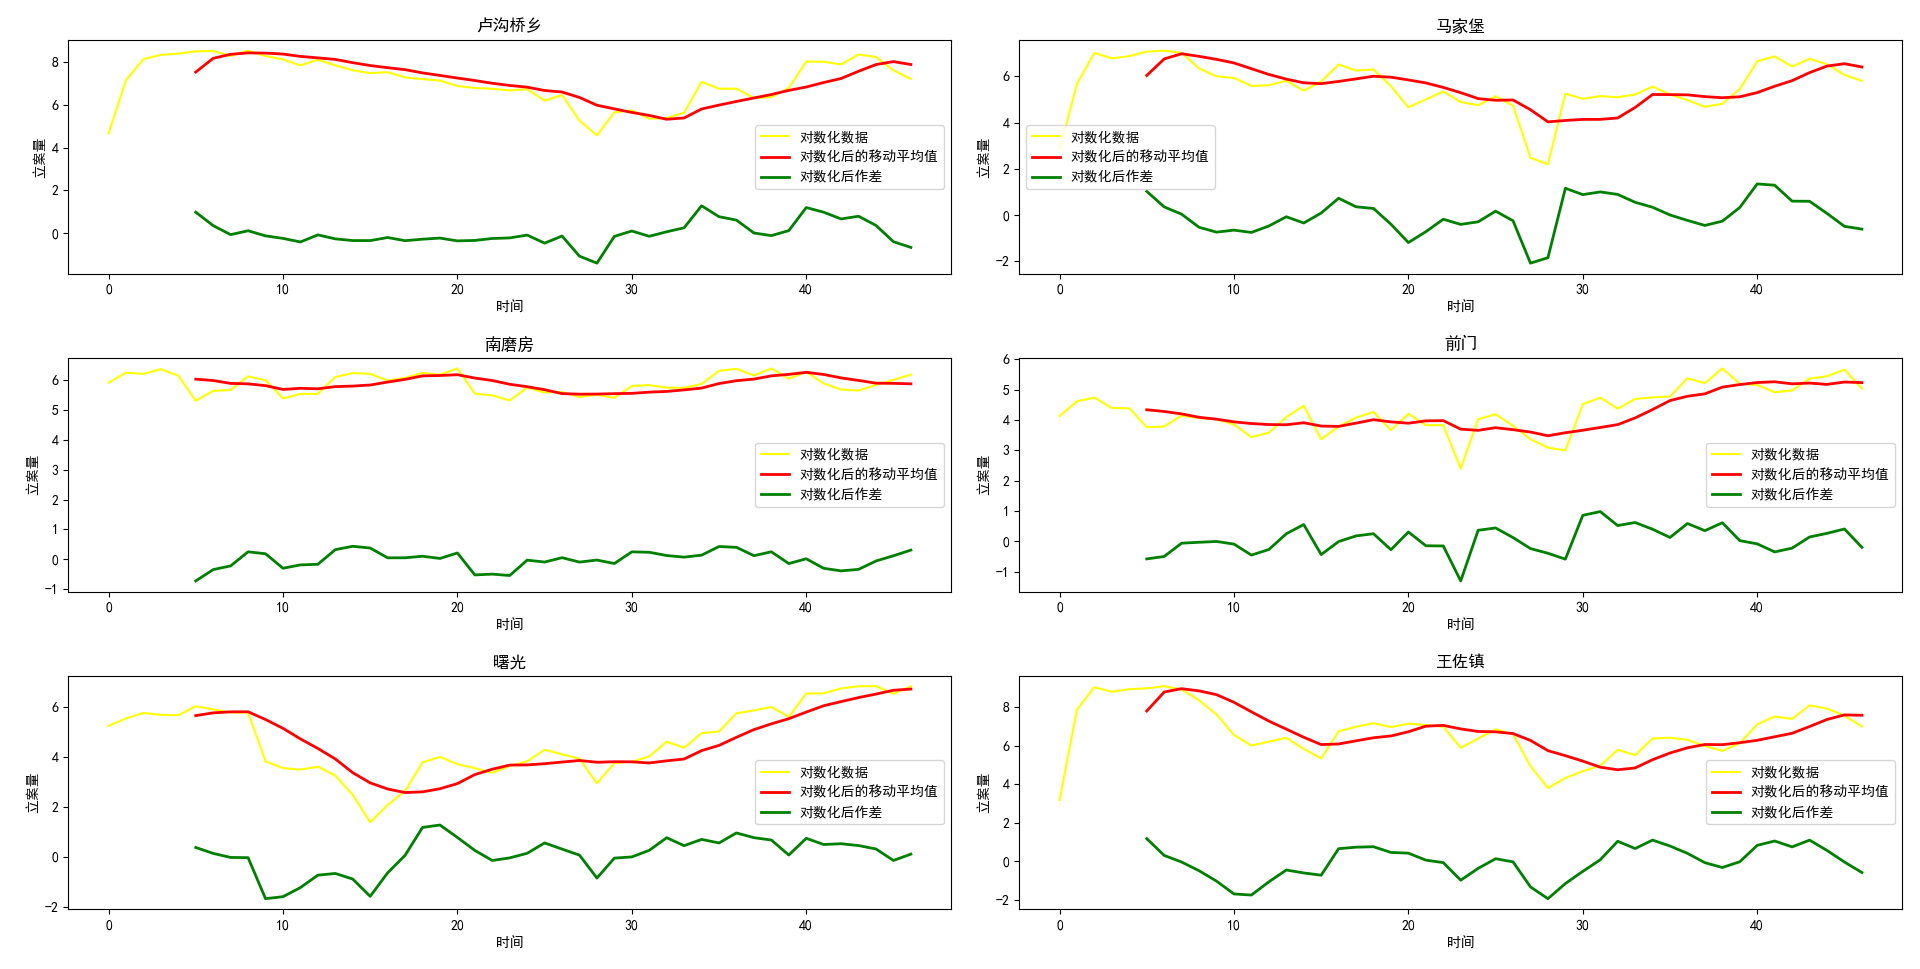 卢沟桥乡
8
6
4
2
0
立案量
对数化数据
对数化后的移动平均值
对数化后作差
0 10 20 30 40
时间
马家堡
6
4
2
0
−2
立案量
对数化数据
对数化后的移动平均值
对数化后作差
0 10 20 30 40
时间
南磨房
6
5
4
3
2
1
0
−1
立案量
对数化数据
对数化后的移动平均值
对数化后作差
0 10 20 30 40
时间
前门
6
5
4
3
2
1
0
−1
立案量
对数化数据
对数化后的移动平均值
对数化后作差
0 10 20 30 40
时间
曙光
6
4
2
0
−2
立案量
对数化数据
对数化后的移动平均值
对数化后作差
0 10 20 30 40
时间
王佐镇
8
6
4
2
0
−2
立案量
对数化数据
对数化后的移动平均值
对数化后作差
0 10 20 30 40
时间